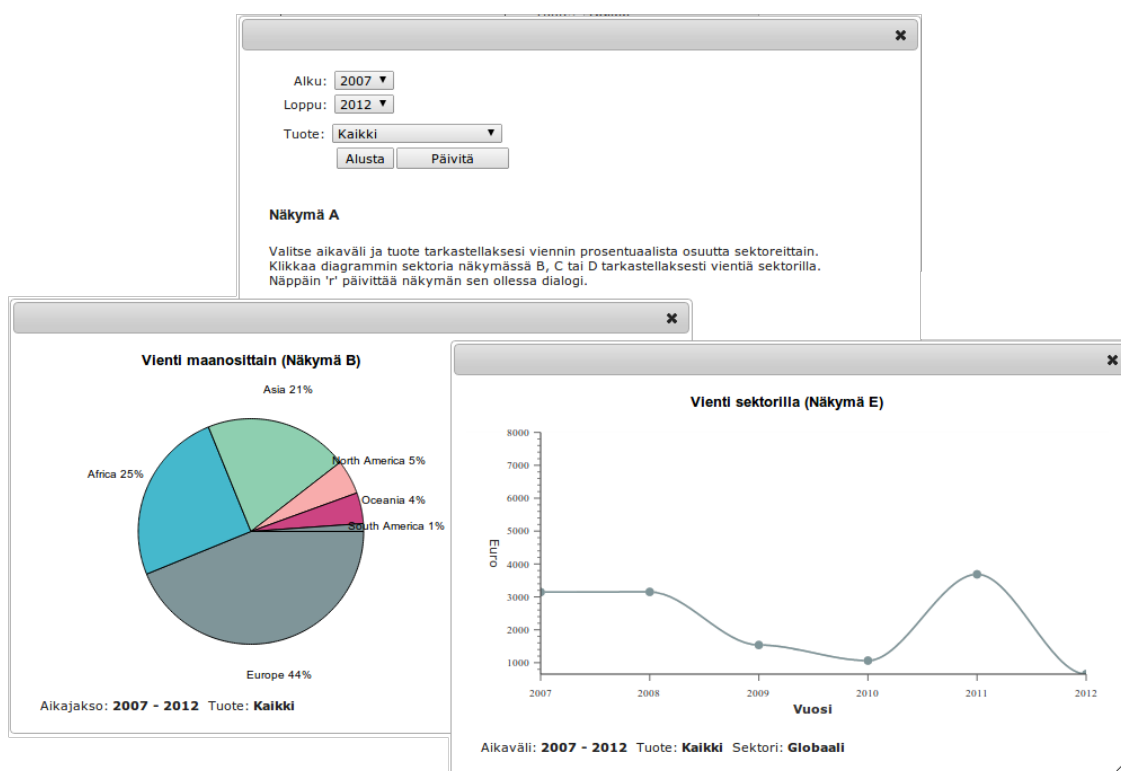 Alku: 2007
Loppu: 2012
Tuote: Kaikki
Alusta Päivitä
Näkymä A
Valitse aikaväli ja tuote tarkastellaksesi viennin prosentuaalista osuutta sektoreittain.
Klikkaa diagrammin sektoria näkymässä B, C tai D tarkastellaksesti vientiä sektorilla.
Näppäin 'r' päivittää näkymän sen ollessa dialogi.
Vienti maanosittain (Näkymä B)
Asia 21%
North America 5%
Africa 25%
Oceania 4%
South America 1%
Europe 44%
Aikajakso: 2007 - 2012 Tuote: Kaikki
Vienti sektorilla (Näkymä E)
8000
7000
6000
5000
4000
3000
2000
1000
Euro
2007 2008 2009 2010 2011 2012
Vuosi
Aikaväli: 2007 - 2012 Tuote: Kaikki Sektori: Globaali